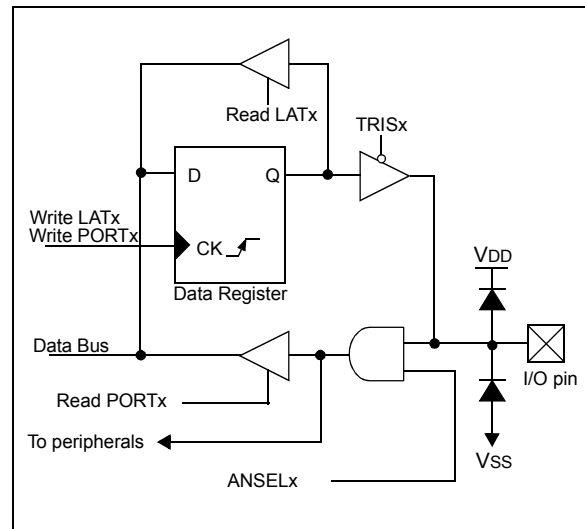 Read LATx
TRISx
D Q
Write LATx
Write PORTx
CK
Data Register
VDD
Data Bus
I/O pin
Read PORTx
To peripherals
VSS
ANSELx